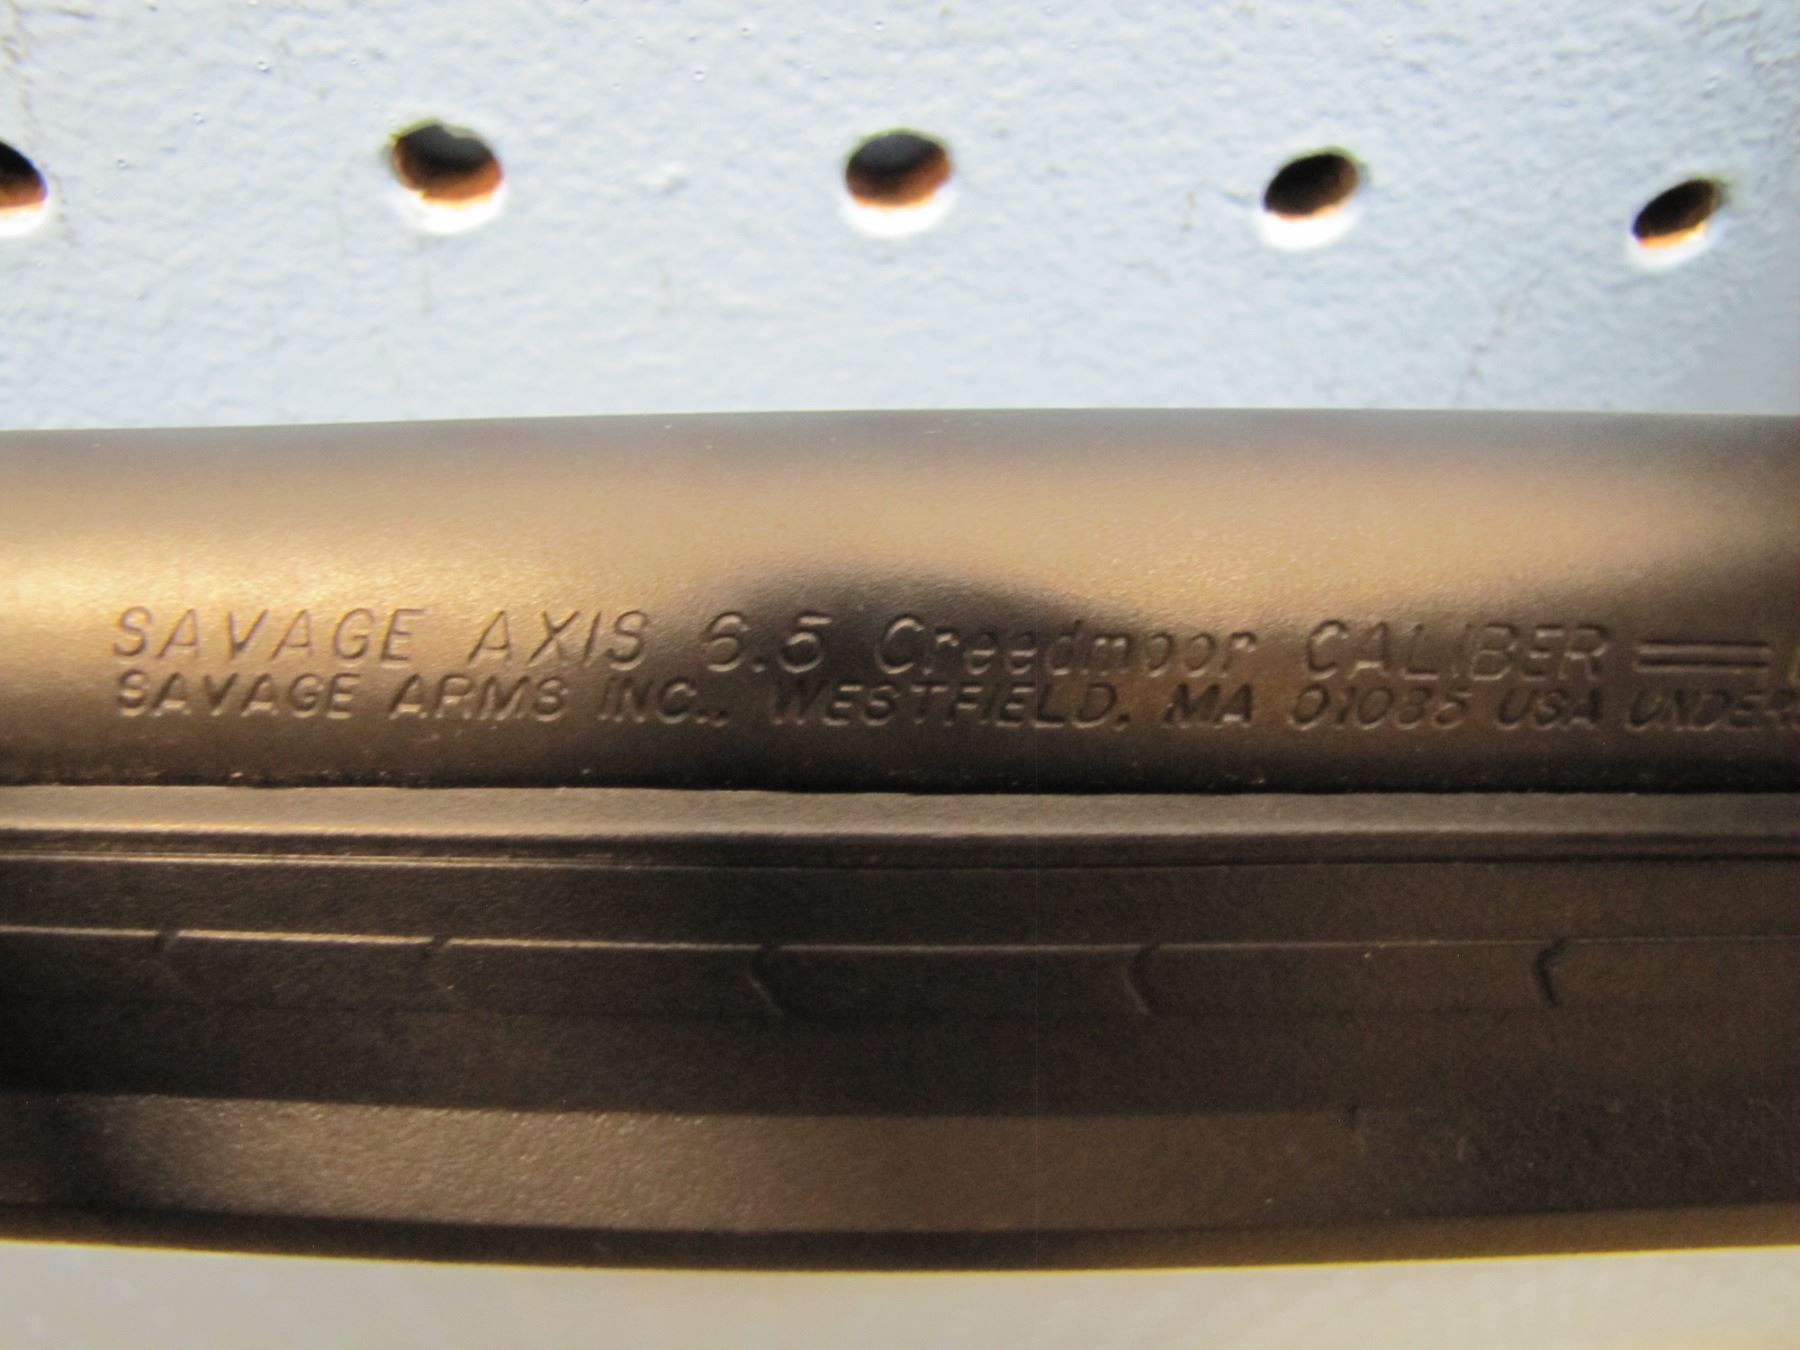 SAVAGE AXIS 6.5 Creedmoor CALIBER
SAVAGE ARMS INC., WESTFIELD, MA 01085 USA